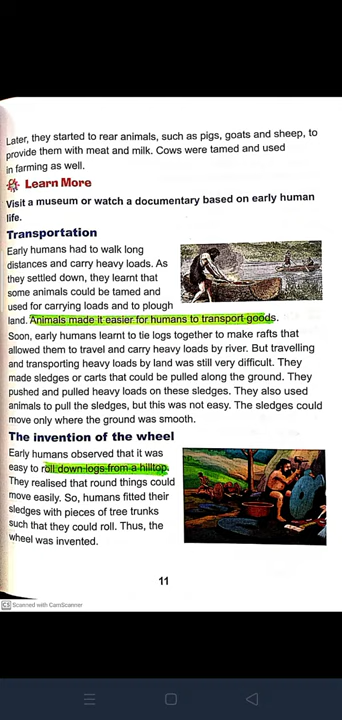 Later, they started to rear animals, such as pigs, goats and sheep, to
provide them with meat and milk. Cows were tamed and used
in farming as well.
Learn More
Visit a museum or watch a documentary based on early human
life.
Transportation
Early humans had to walk long
distances and carry heavy loads. As
they settled down, they learnt that
some animals could be tamed and
used for carrying loads and to plough
land. Animals made it easier for humans to transport goods.
Soon, early humans learnt to tie logs together to make rafts that
allowed them to travel and carry heavy loads by river. But travelling
and transporting heavy loads by land was still very difficult. They
made sledges or carts that could be pulled along the ground. They
pushed and pulled heavy loads on these sledges. They also used
animals to pull the sledges, but this was not easy. The sledges could
move only where the ground was smooth.
The invention of the wheel
Early humans observed that it was
easy to roll down logs from a hilltop.
They realised that round things could
move easily. So, humans fitted their
sledges with pieces of tree trunks
such that they could roll. Thus, the
wheel was invented.
11
CS Scanned with CamScanner